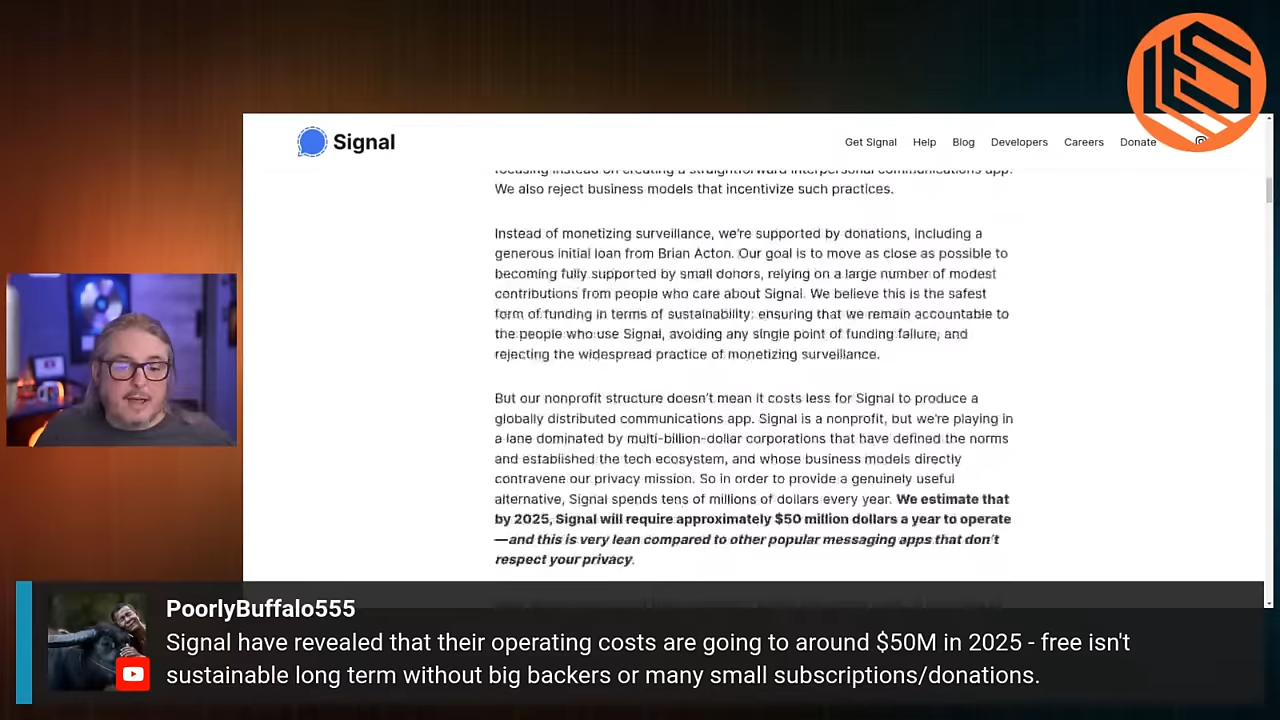 Signal
Get Signal Help Blog Developers Careers Donate
focusing instead on creating a straightforward interpersonal communications app.
We also reject business models that incentivize such practices.
Instead of monetizing surveillance, we're supported by donations, including a
generous initial loan from Brian Acton. Our goal is to move as close as possible to
becoming fully supported by small donors, relying on a large number of modest
contributions from people who care about Signal. We believe this is the safest
form of funding in terms of sustainability: ensuring that we remain accountable to
the people who use Signal, avoiding any single point of funding failure, and
rejecting the widespread practice of monetizing surveillance.
But our nonprofit structure doesn't mean it costs less for Signal to produce a
globally distributed communications app. Signal is a nonprofit, but we're playing in
a lane dominated by multi-billion-dollar corporations that have defined the norms
and established the tech ecosystem, and whose business models directly
contravene our privacy mission. So in order to provide a genuinely useful
alternative, Signal spends tens of millions of dollars every year. We estimate that
by 2025, Signal will require approximately $50 million dollars a year to operate
—and this is very lean compared to other popular messaging apps that don't
respect your privacy.
PoorlyBuffalo555
Signal have revealed that their operating costs are going to around $50M in 2025 - free isn't
sustainable long term without big backers or many small subscriptions/donations.